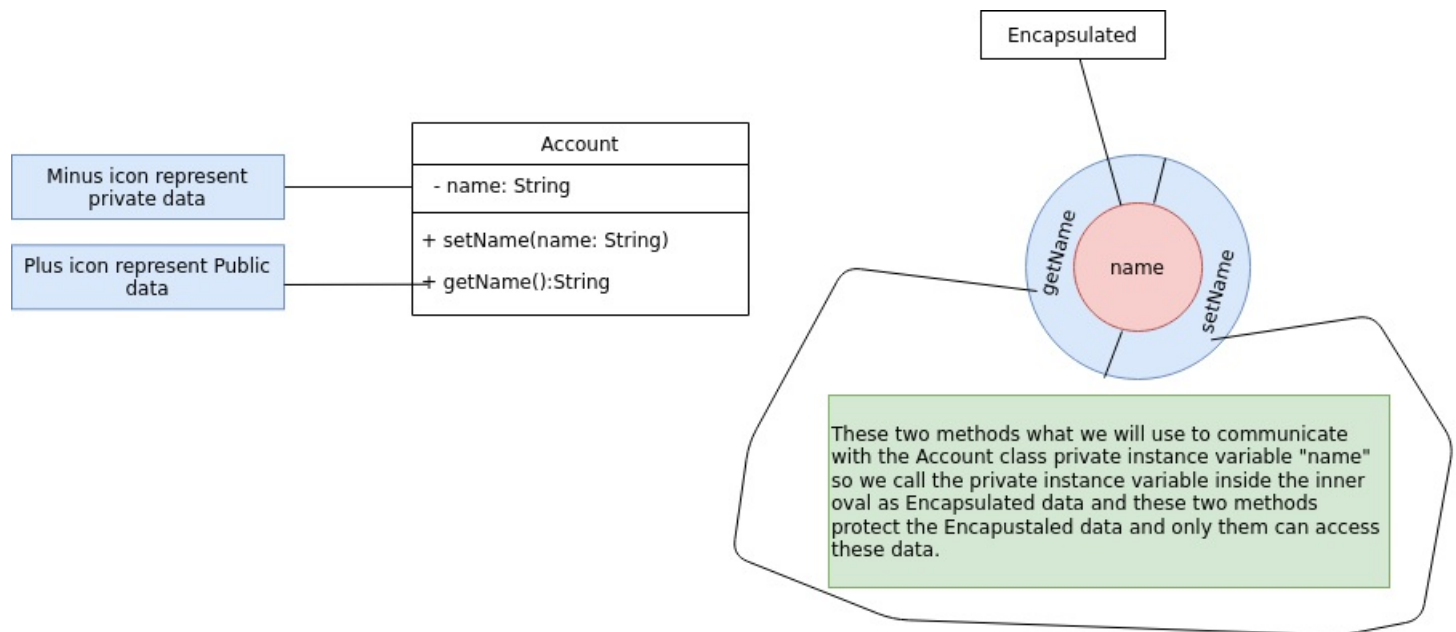 Encapsulated
Account
Minus icon represent
private data
- name: String
+ setName(name: String)
Plus icon represent Public
data
+ getName():String
getName
name
setName
These two methods what we will use to communicate
with the Account class private instance variable "name"
so we call the private instance variable inside the inner
oval as Encapsulated data and these two methods
protect the Encapustaled data and only them can access
these data.